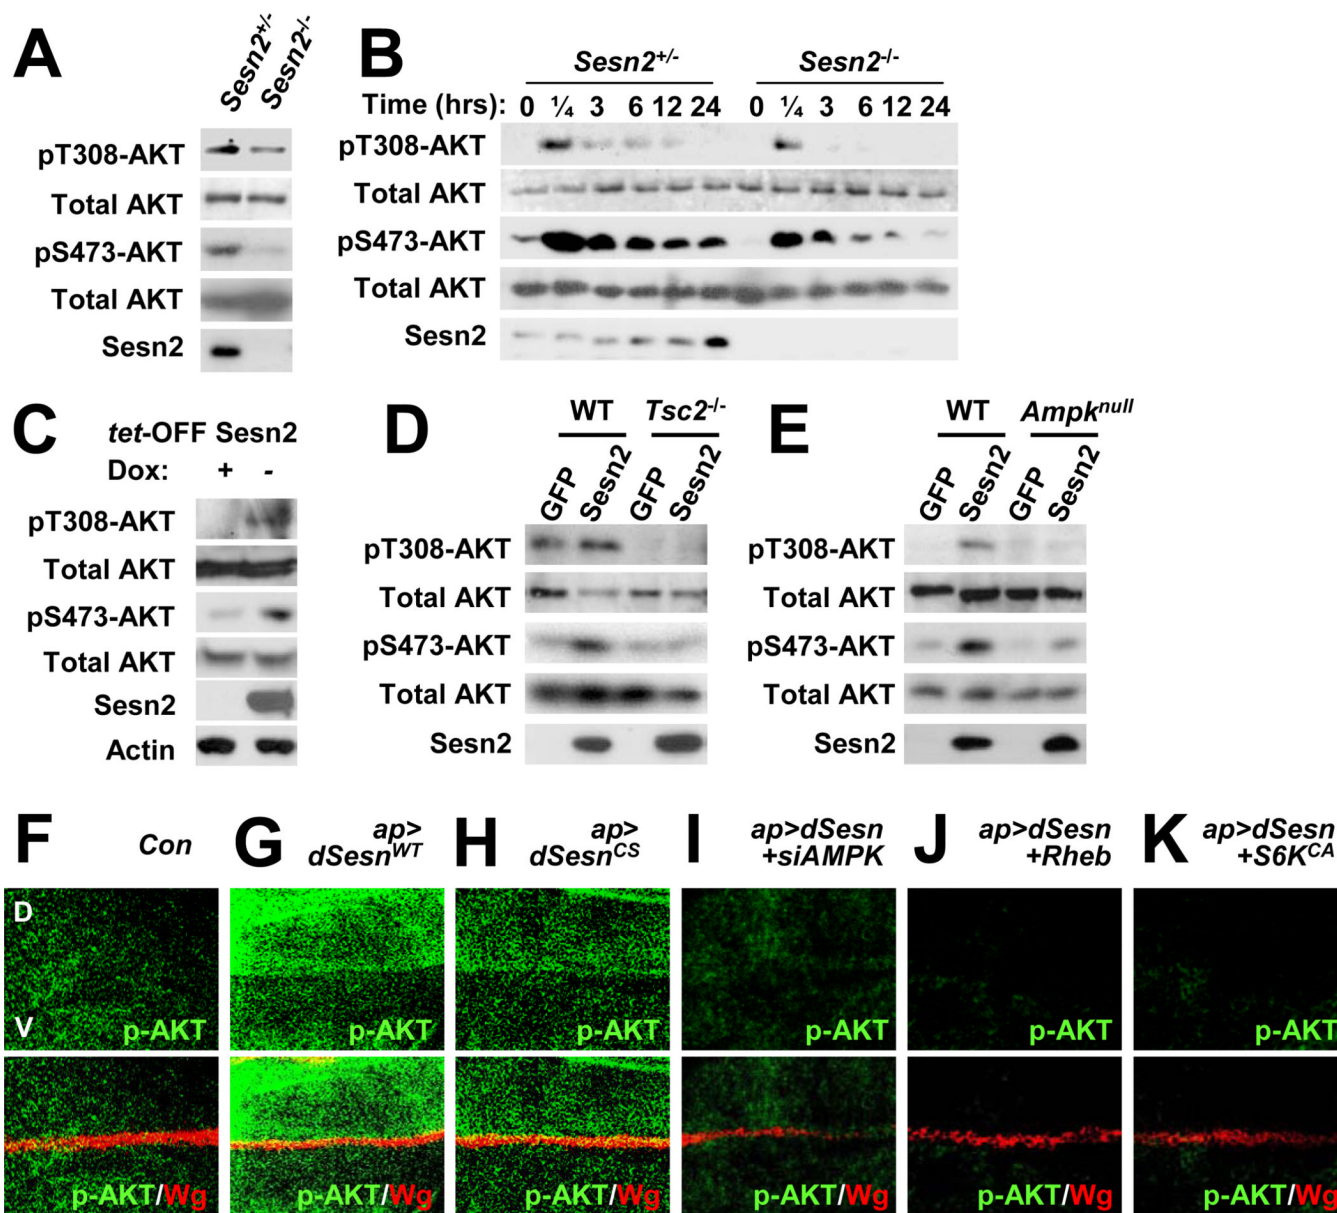 A
Sesn2+/-
Sesn2-/-
pT308-AKT
Total AKT
pS473-AKT
Total AKT
Sesn2
B
Sesn2+/- Sesn2-/-
Time (hrs): 0 ¼ 3 6 12 24 0 ¼ 3 6 12 24
pT308-AKT
Total AKT
pS473-AKT
Total AKT
Sesn2
C
tet-OFF Sesn2
Dox: + -
pT308-AKT
Total AKT
pS473-AKT
Total AKT
Sesn2
Actin
D
WT Tsc2-/-
GFP Sesn2 GFP Sesn2
pT308-AKT
Total AKT
pS473-AKT
Total AKT
Sesn2
E
WT Ampknull
GFP Sesn2 GFP Sesn2
pT308-AKT
Total AKT
pS473-AKT
Total AKT
Sesn2
F Con
D
V
p-AKT
p-AKT/Wg
G ap>
dSesnWT
p-AKT
p-AKT/Wg
H ap>
dSesnCS
p-AKT
p-AKT/Wg
I ap>dSesn
+siAMPK
p-AKT
p-AKT/Wg
J ap>dSesn
+Rheb
p-AKT
p-AKT/Wg
K ap>dSesn
+S6KCA
p-AKT
p-AKT/Wg